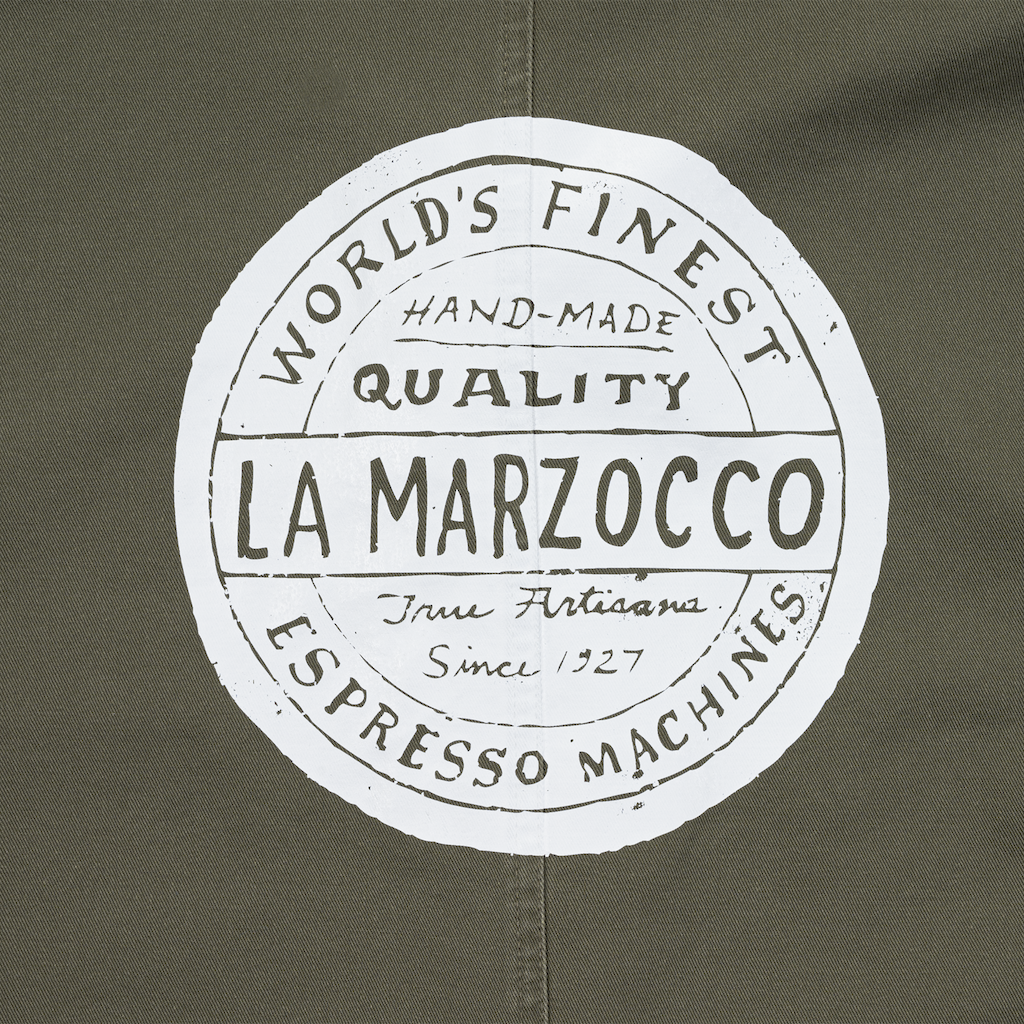 WORLD'S FINEST
HAND-MADE
QUALITY
LA MARZOCCO
True Artisans
Since 1927
ESPRESSO MACHINES